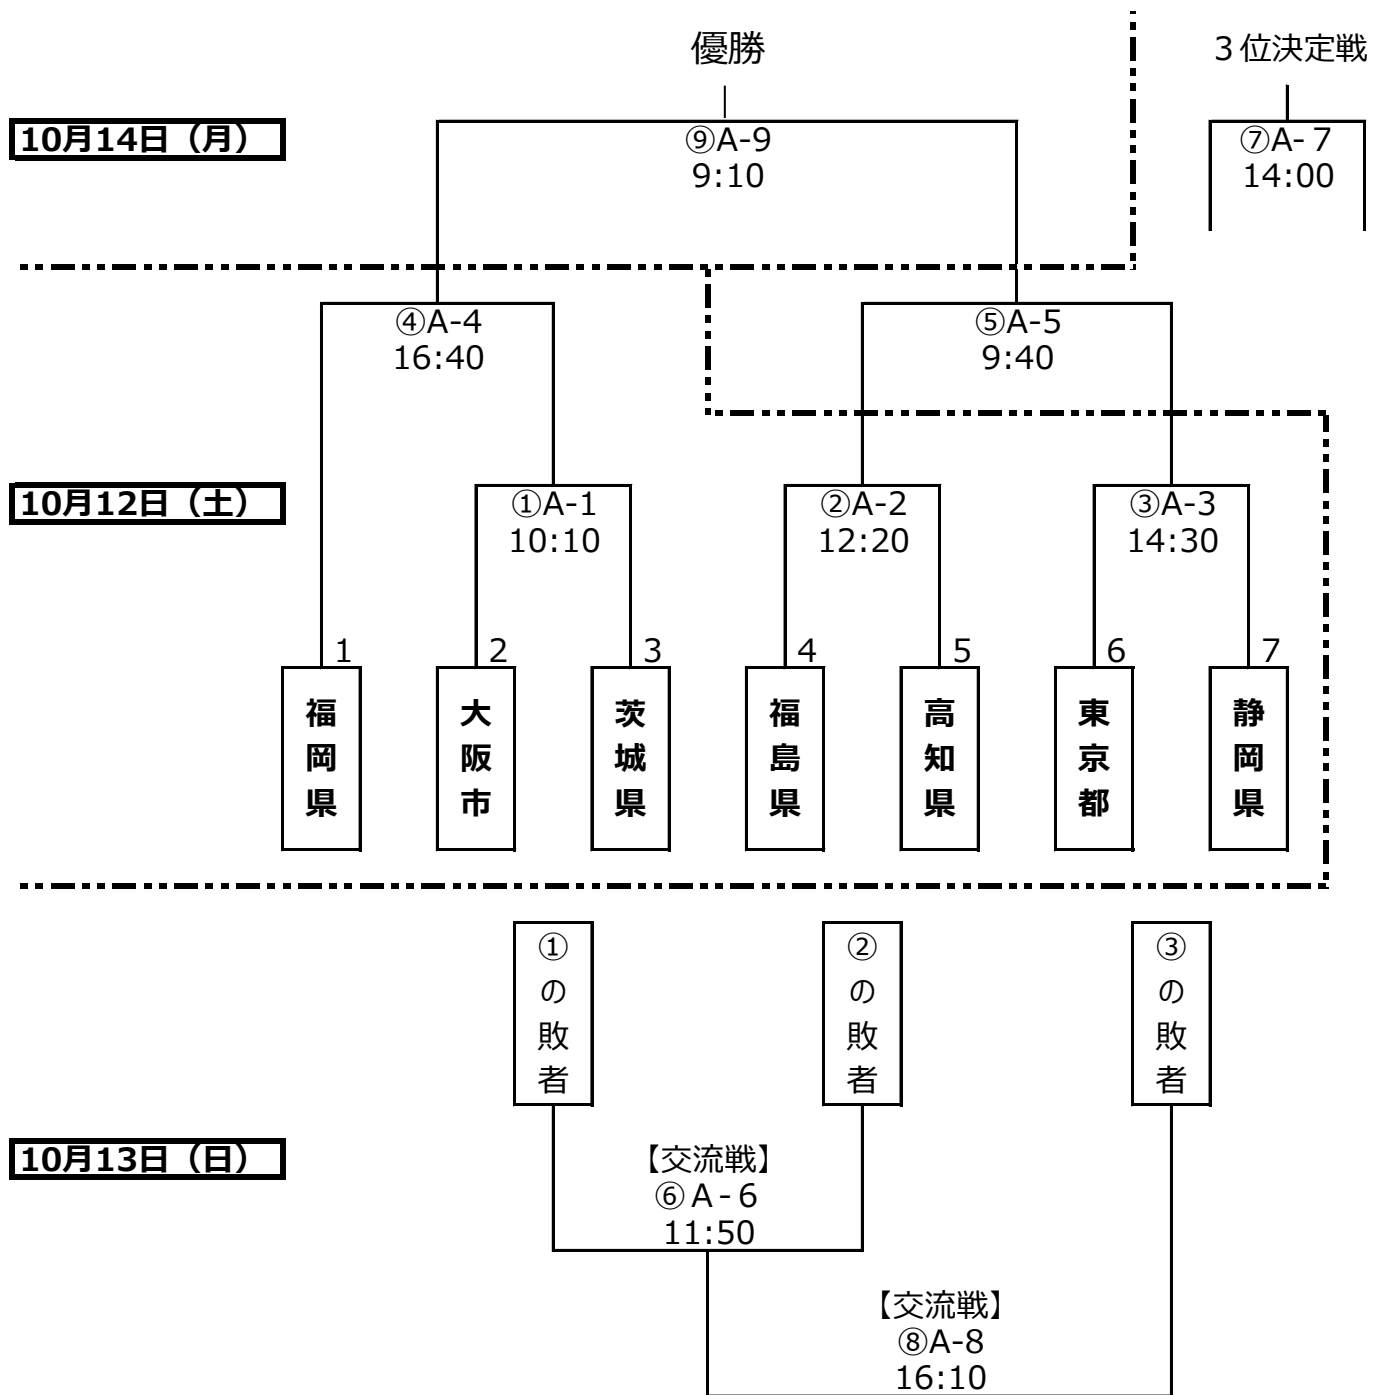 優勝
３位決定戦
10月14日（月）
⑨A-9
9:10
⑦A-７
14:00
④A-4
16:40
⑤A-5
9:40
10月12日（土）
①A-1
10:10
②A-2
12:20
③A-3
14:30
1
2
3
4
5
6
7
福岡県
大阪市
茨城県
福島県
高知県
東京都
静岡県
①の敗者
②の敗者
③の敗者
10月13日（日）
【交流戦】
⑥A-6
11:50
【交流戦】
⑧A-8
16:10